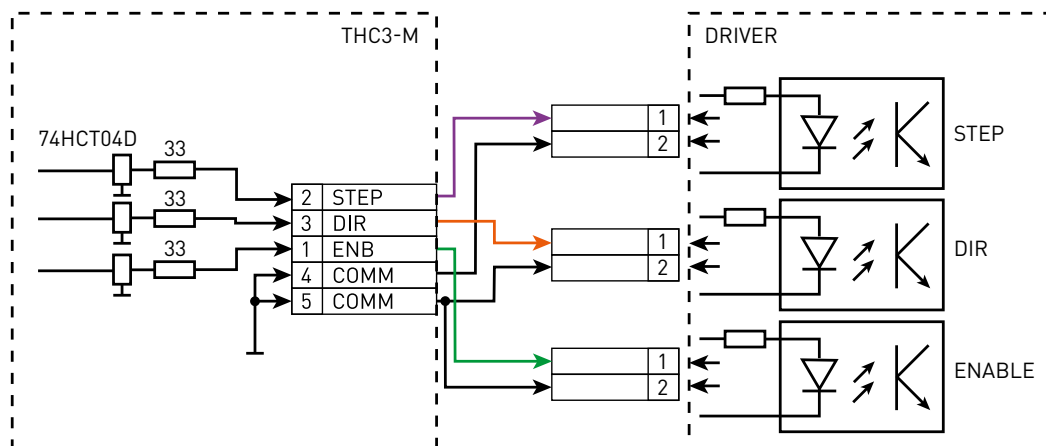 THC3-M
DRIVER
74HCT04D
33
33
33
2 STEP
3 DIR
1 ENB
4 COMM
5 COMM
1
2
1
2
1
2
STEP
DIR
ENABLE